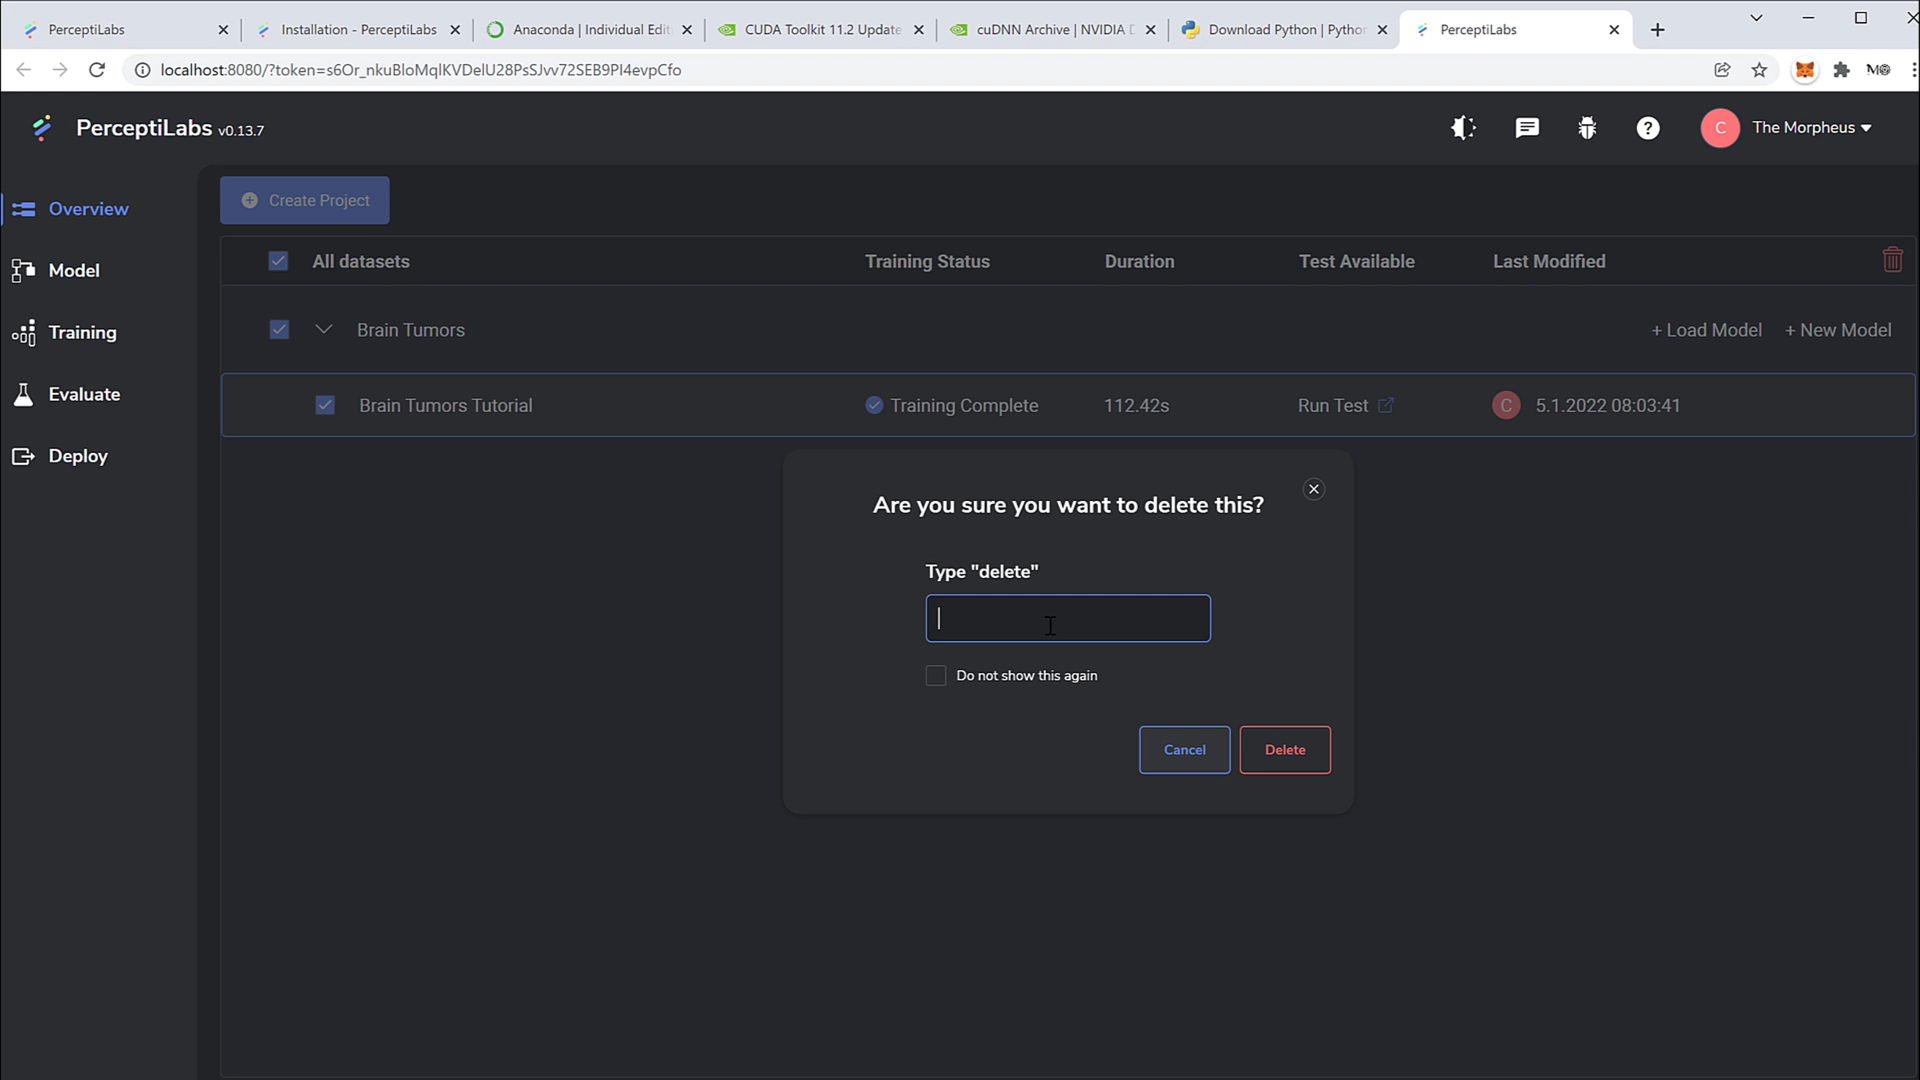 PerceptiLabs
Installation - PerceptiLabs
Anaconda | Individual Edit
CUDA Toolkit 11.2 Update
cuDNN Archive | NVIDIA D
Download Python | Python
PerceptiLabs
localhost:8080/?token=s6Or_nkuBloMqlKVDelU28PsSJvv72SEB9PI4evpCfo
PerceptiLabs v0.13.7
C The Morpheus
Overview
Model
Training
Evaluate
Deploy
Create Project
All datasets Training Status Duration Test Available Last Modified
Brain Tumors + Load Model + New Model
Brain Tumors Tutorial Training Complete 112.42s Run Test C 5.1.2022 08:03:41
Are you sure you want to delete this?
Type "delete"
Do not show this again
Cancel Delete